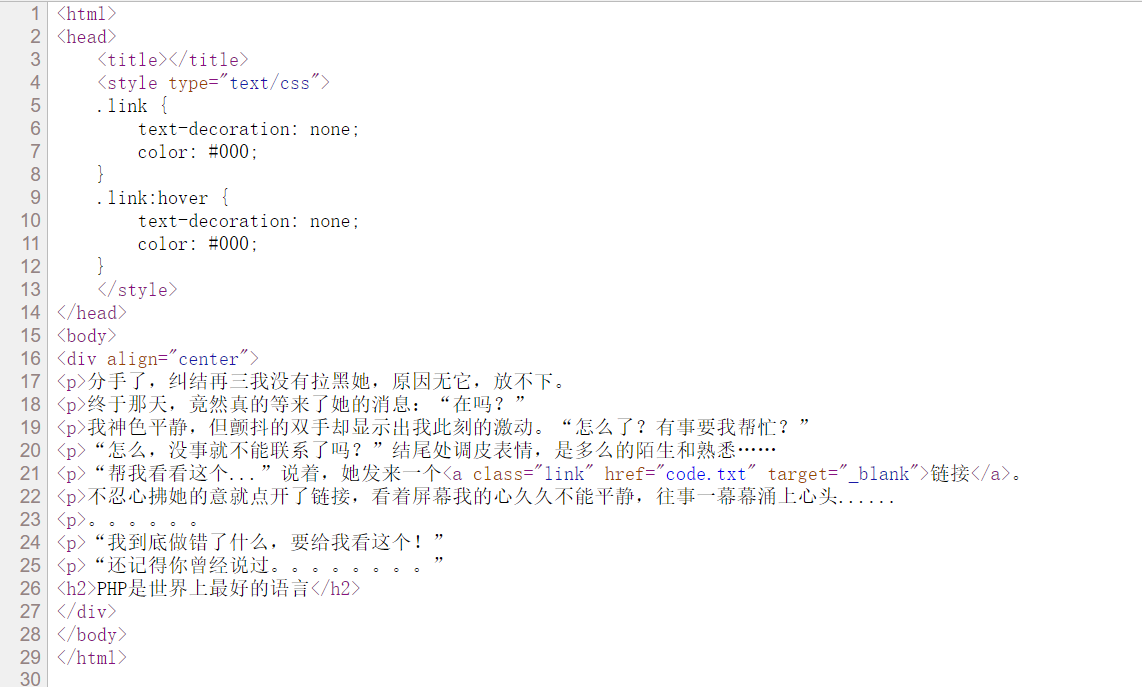 1 <html>
2 <head>
3     <title></title>
4     <style type="text/css">
5     .link {
6         text-decoration: none;
7         color: #000;
8     }
9     .link:hover {
10         text-decoration: none;
11         color: #000;
12     }
13     </style>
14 </head>
15 <body>
16 <div align="center">
17 <p>分手了，纠结再三我没有拉黑她，原因无它，放不下。
18 <p>终于那天，竟然真的等来了她的消息：“在吗？”
19 <p>我神色平静，但颤抖的双手却显示出我此刻的激动。“怎么了？有事要我帮忙？”
20 <p>“怎么，没事就不能联系了吗？”结尾处调皮表情，是多么的陌生和熟悉……
21 <p>“帮我看看这个...”说着，她发来一个<a class="link" href="code.txt" target="_blank">链接</a>。
22 <p>不忍心拂她的意就点开了链接，看着屏幕我的心久久不能平静，往事一幕幕涌上心头......
23 <p>。。。。。。
24 <p>“我到底做错了什么，要给我看这个！”
25 <p>“还记得你曾经说过。。。。。。。。”
26 <h2>PHP是世界上最好的语言</h2>
27 </div>
28 </body>
29 </html>
30